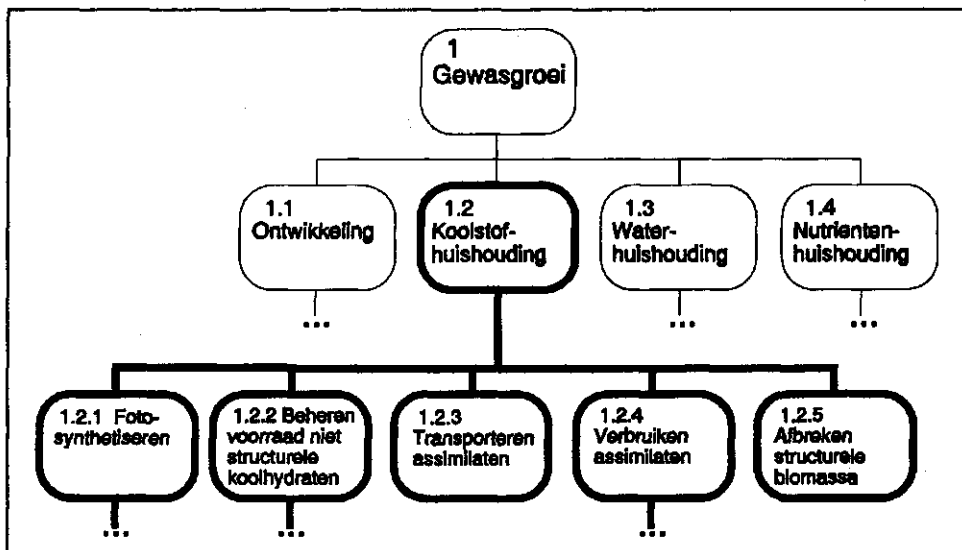 1
Gewasgroei
1.1
Ontwikkeling
1.2
Koolstof-
huishouding
1.3
Water-
huishouding
1.4
Nutrienten-
huishouding
...
...
...
1.2.1 Foto-
synthetiseren
1.2.2 Beheren
voorraad niet
structurele
koolhydraten
1.2.3
Transporteren
assimilaten
1.2.4
Verbruiken
assimilaten
1.2.5
Afbreken
structurele
biomassa
...
...
...